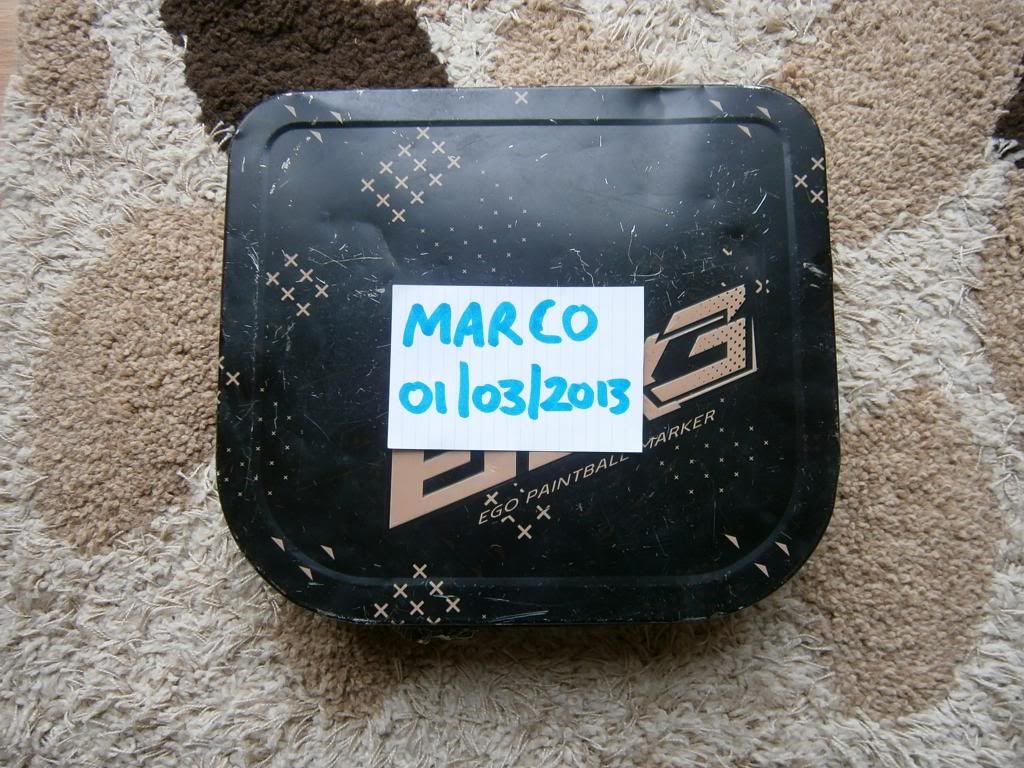 MARCO
01/03/2013
EGO PAINTBALL MARKER